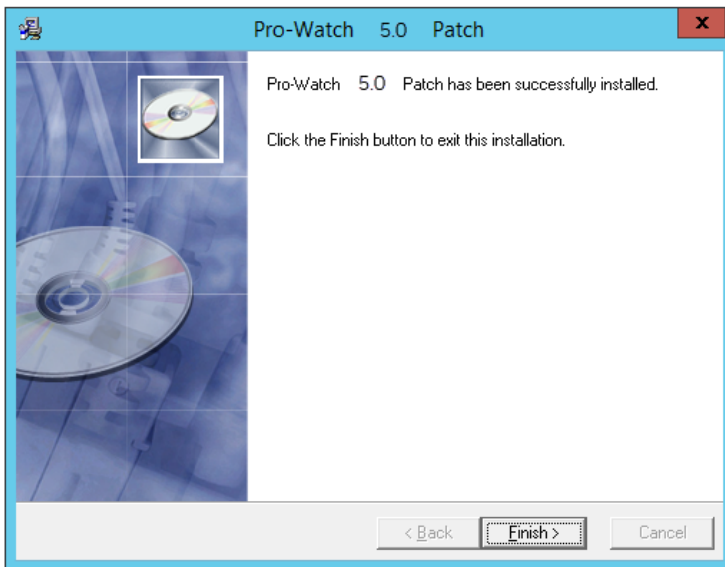 Pro-Watch 5.0 Patch
x
Pro-Watch 5.0 Patch has been successfully installed.
Click the Finish button to exit this installation.
< Back Finish > Cancel